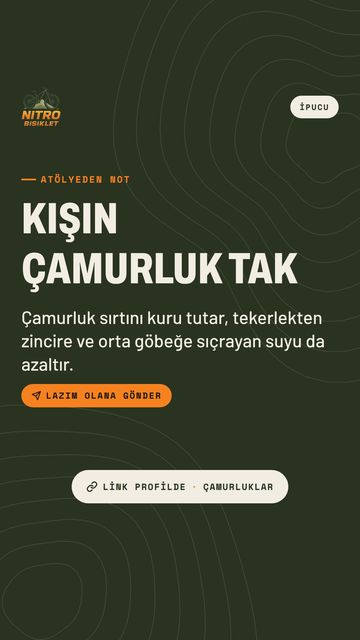 NITRO
BISIKLET
İPUCU
ATÖLYEDEN NOT
KIŞIN
ÇAMURLUK TAK
Çamurluk sırtını kuru tutar, tekerlekten
zincire ve orta göbeğe sıçrayan suyu da
azaltır.
LAZIM OLANA GÖNDER
LİNK PROFİLDE · ÇAMURLUKLAR